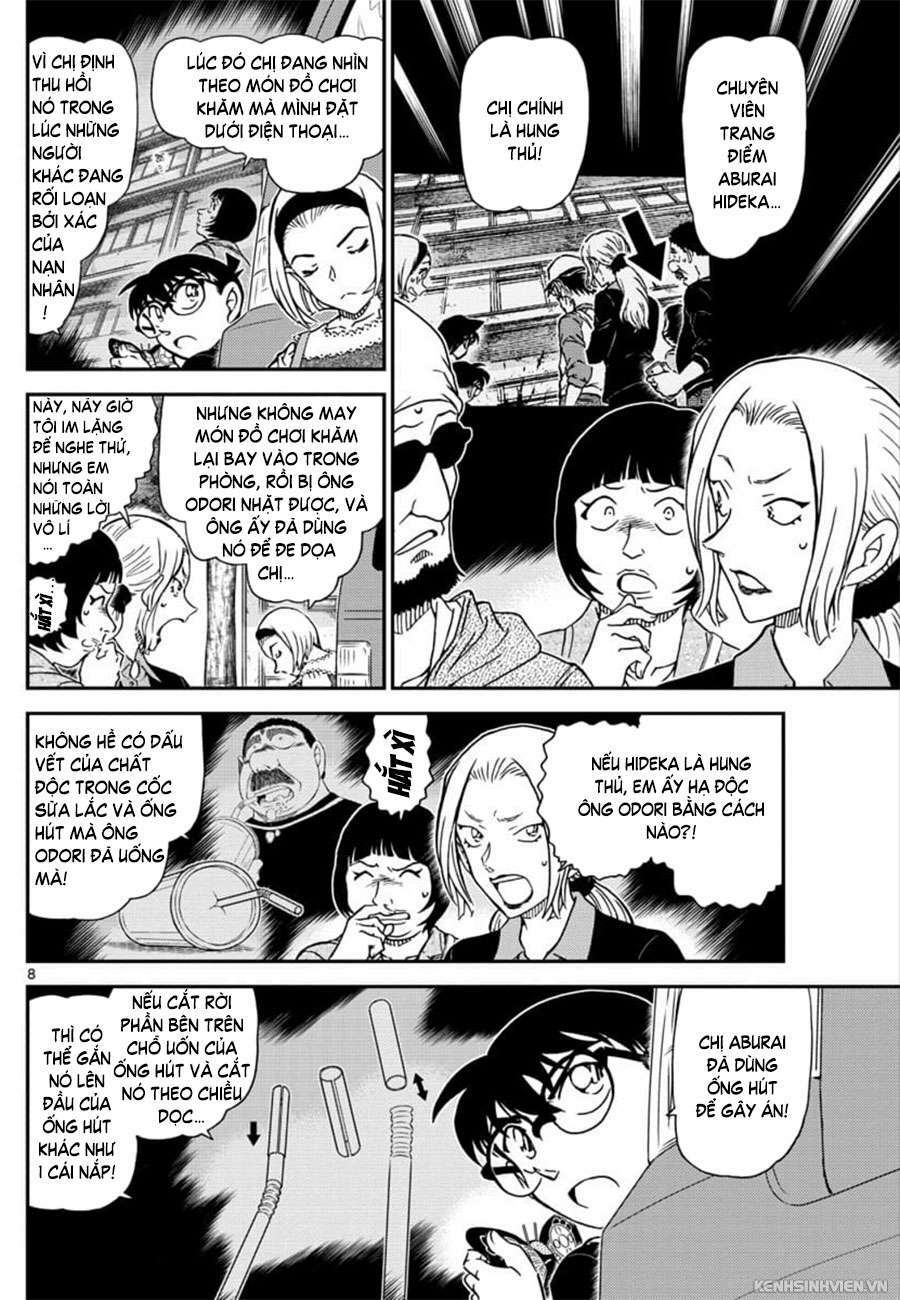 CHUYÊN
VIÊN
TRANG
ĐIỂM
ABURAI
HIDEKA...
CHỊ CHÍNH
LÀ HUNG
THỦ!
LÚC ĐÓ CHỊ ĐANG NHÌN
THEO MÓN ĐỒ CHƠI
KHĂM MÀ MÌNH ĐẶT
DƯỚI ĐIỆN THOẠI...
VÌ CHỊ ĐỊNH
THU HỒI
NÓ TRONG
LÚC NHỮNG
NGƯỜI
KHÁC ĐANG
RỐI LOẠN
BỞI XÁC
CỦA
NẠN
NHÂN
!
NHƯNG KHÔNG MAY
MÓN ĐỒ CHƠI KHĂM
LẠI BAY VÀO TRONG
PHÒNG, RỒI BỊ ÔNG
ODORI NHẶT ĐƯỢC, VÀ
ÔNG ẤY ĐÃ DÙNG
NÓ ĐỂ ĐE DỌA
CHỊ...
NÀY, NÃY GIỜ
TÔI IM LẶNG
ĐỂ NGHE THỬ,
NHƯNG EM
NÓI TOÀN
NHỮNG LỜI
VÔ LÍ
...
HẮT XÌ...
NẾU HIDEKA LÀ HUNG
THỦ, EM ẤY HẠ ĐỘC
ÔNG ODORI BẰNG CÁCH
NÀO?!
HẮT XÌ
KHÔNG HỀ CÓ DẤU
VẾT CỦA CHẤT
ĐỘC TRONG CỐC
SỮA LẮC VÀ ỐNG
HÚT MÀ ÔNG
ODORI ĐÃ UỐNG
MÀ!
8
CHỊ ABURAI
ĐÃ DÙNG
ỐNG HÚT
ĐỂ GÂY ÁN!
NẾU CẮT RỜI
PHẦN BÊN TRÊN
CHỖ UỐN CỦA
ỐNG HÚT VÀ CẮT
NÓ THEO CHIỀU
DỌC...
THÌ CÓ
THỂ GẮN
NÓ LÊN
ĐẦU CỦA
ỐNG HÚT
KHÁC NHƯ
1 CÁI NẮP!
KENHSINHVIEN.VN